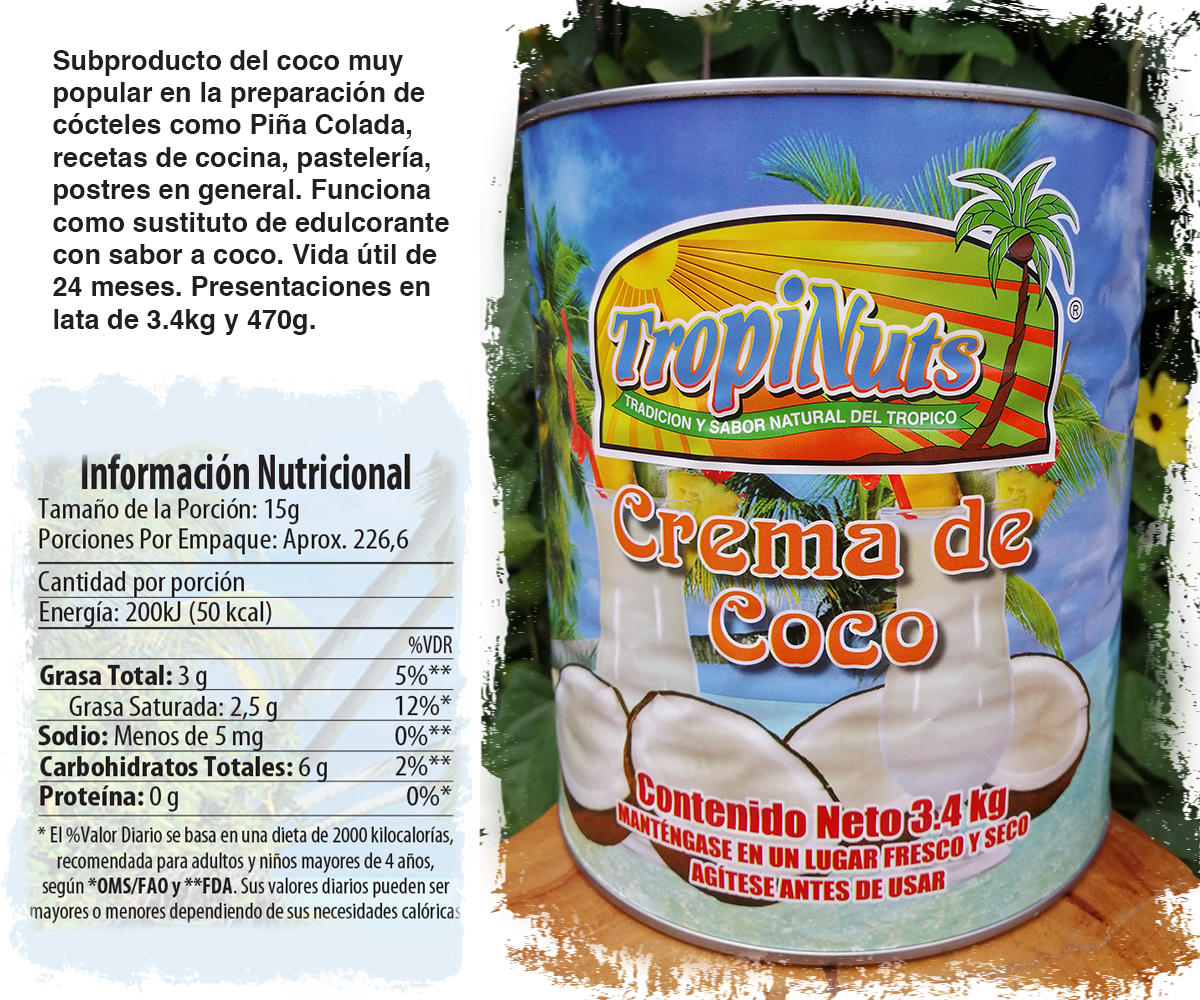 Subproducto del coco muy
popular en la preparación de
cócteles como Piña Colada,
recetas de cocina, pastelería,
postres en general. Funciona
como sustituto de edulcorante
con sabor a coco. Vida útil de
24 meses. Presentaciones en
lata de 3.4kg y 470g.
Información Nutricional
Tamaño de la Porción: 15g
Porciones Por Empaque: Aprox. 226,6
Cantidad por porción
Energía: 200kJ (50 kcal)
%VDR
Grasa Total: 3 g 5%**
Grasa Saturada: 2,5 g 12%*
Sodio: Menos de 5 mg 0%**
Carbohidratos Totales: 6 g 2%**
Proteína: 0 g 0%*
* El %Valor Diario se basa en una dieta de 2000 kilocalorías,
recomendada para adultos y niños mayores de 4 años,
según *OMS/FAO y **FDA. Sus valores diarios pueden ser
mayores o menores dependiendo de sus necesidades calóricas
TropiNuts
®
TRADICION Y SABOR NATURAL DEL TROPICO
Crema de
Coco
Contenido Neto 3.4 kg
MANTÉNGASE EN UN LUGAR FRESCO Y SECO
AGÍTESE ANTES DE USAR